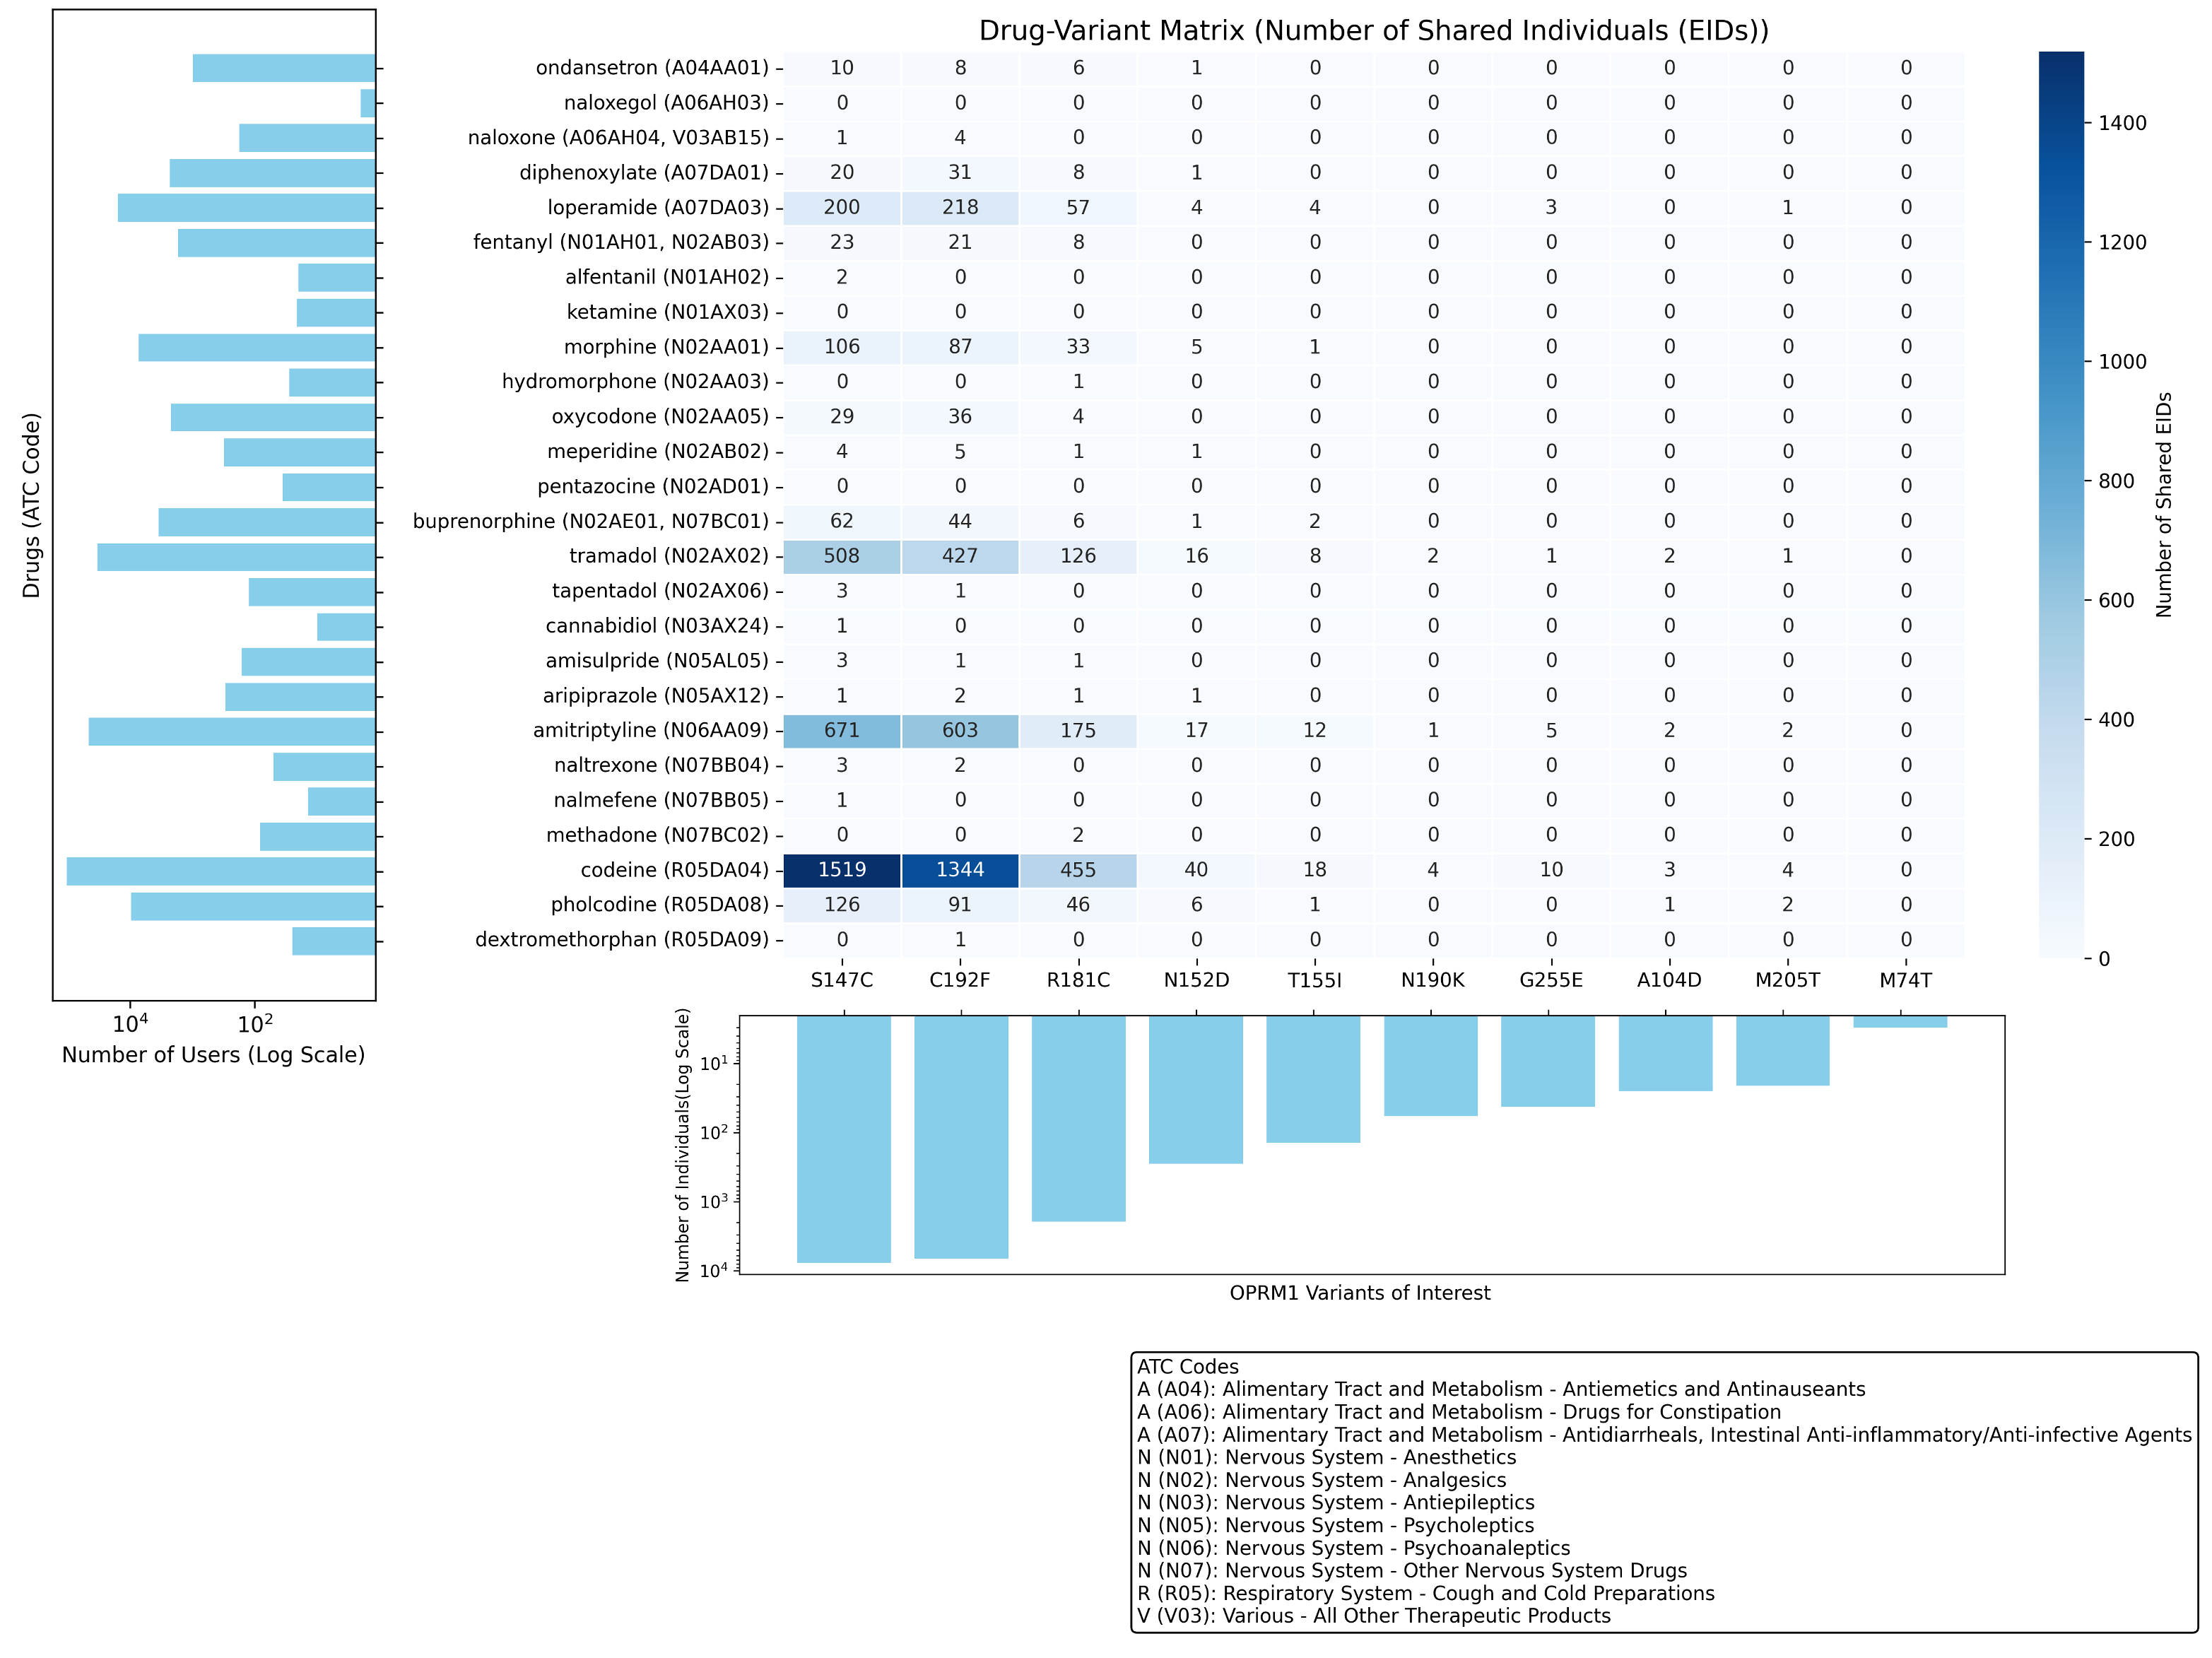 Drug-Variant Matrix (Number of Shared Individuals (EIDs))
Drugs (ATC Code)
10^4 10^2
Number of Users (Log Scale)
ondansetron (A04AA01) 10 8 6 1 0 0 0 0 0 0
naloxegol (A06AH03) 0 0 0 0 0 0 0 0 0 0
naloxone (A06AH04, V03AB15) 1 4 0 0 0 0 0 0 0 0
diphenoxylate (A07DA01) 20 31 8 1 0 0 0 0 0 0
loperamide (A07DA03) 200 218 57 4 4 0 3 0 1 0
fentanyl (N01AH01, N02AB03) 23 21 8 0 0 0 0 0 0 0
alfentanil (N01AH02) 2 0 0 0 0 0 0 0 0 0
ketamine (N01AX03) 0 0 0 0 0 0 0 0 0 0
morphine (N02AA01) 106 87 33 5 1 0 0 0 0 0
hydromorphone (N02AA03) 0 0 1 0 0 0 0 0 0 0
oxycodone (N02AA05) 29 36 4 0 0 0 0 0 0 0
meperidine (N02AB02) 4 5 1 1 0 0 0 0 0 0
pentazocine (N02AD01) 0 0 0 0 0 0 0 0 0 0
buprenorphine (N02AE01, N07BC01) 62 44 6 1 2 0 0 0 0 0
tramadol (N02AX02) 508 427 126 16 8 2 1 2 1 0
tapentadol (N02AX06) 3 1 0 0 0 0 0 0 0 0
cannabidiol (N03AX24) 1 0 0 0 0 0 0 0 0 0
amisulpride (N05AL05) 3 1 1 0 0 0 0 0 0 0
aripiprazole (N05AX12) 1 2 1 1 0 0 0 0 0 0
amitriptyline (N06AA09) 671 603 175 17 12 1 5 2 2 0
naltrexone (N07BB04) 3 2 0 0 0 0 0 0 0 0
nalmefene (N07BB05) 1 0 0 0 0 0 0 0 0 0
methadone (N07BC02) 0 0 2 0 0 0 0 0 0 0
codeine (R05DA04) 1519 1344 455 40 18 4 10 3 4 0
pholcodine (R05DA08) 126 91 46 6 1 0 0 1 2 0
dextromethorphan (R05DA09) 0 1 0 0 0 0 0 0 0 0
S147C C192F R181C N152D T155I N190K G255E A104D M205T M74T
1400
1200
1000
800
600
400
200
0
Number of Shared EIDs
Number of Individuals(Log Scale)
10^1
10^2
10^3
10^4
OPRM1 Variants of Interest
ATC Codes
A (A04): Alimentary Tract and Metabolism - Antiemetics and Antinauseants
A (A06): Alimentary Tract and Metabolism - Drugs for Constipation
A (A07): Alimentary Tract and Metabolism - Antidiarrheals, Intestinal Anti-inflammatory/Anti-infective Agents
N (N01): Nervous System - Anesthetics
N (N02): Nervous System - Analgesics
N (N03): Nervous System - Antiepileptics
N (N05): Nervous System - Psycholeptics
N (N06): Nervous System - Psychoanaleptics
N (N07): Nervous System - Other Nervous System Drugs
R (R05): Respiratory System - Cough and Cold Preparations
V (V03): Various - All Other Therapeutic Products